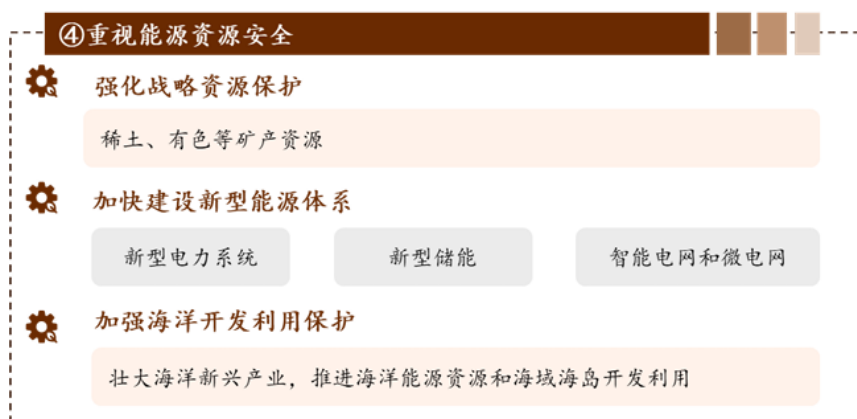 ④重视能源资源安全
强化战略资源保护
稀土、有色等矿产资源
加快建设新型能源体系
新型电力系统
新型储能
智能电网和微电网
加强海洋开发利用保护
壮大海洋新兴产业，推进海洋能源资源和海域海岛开发利用